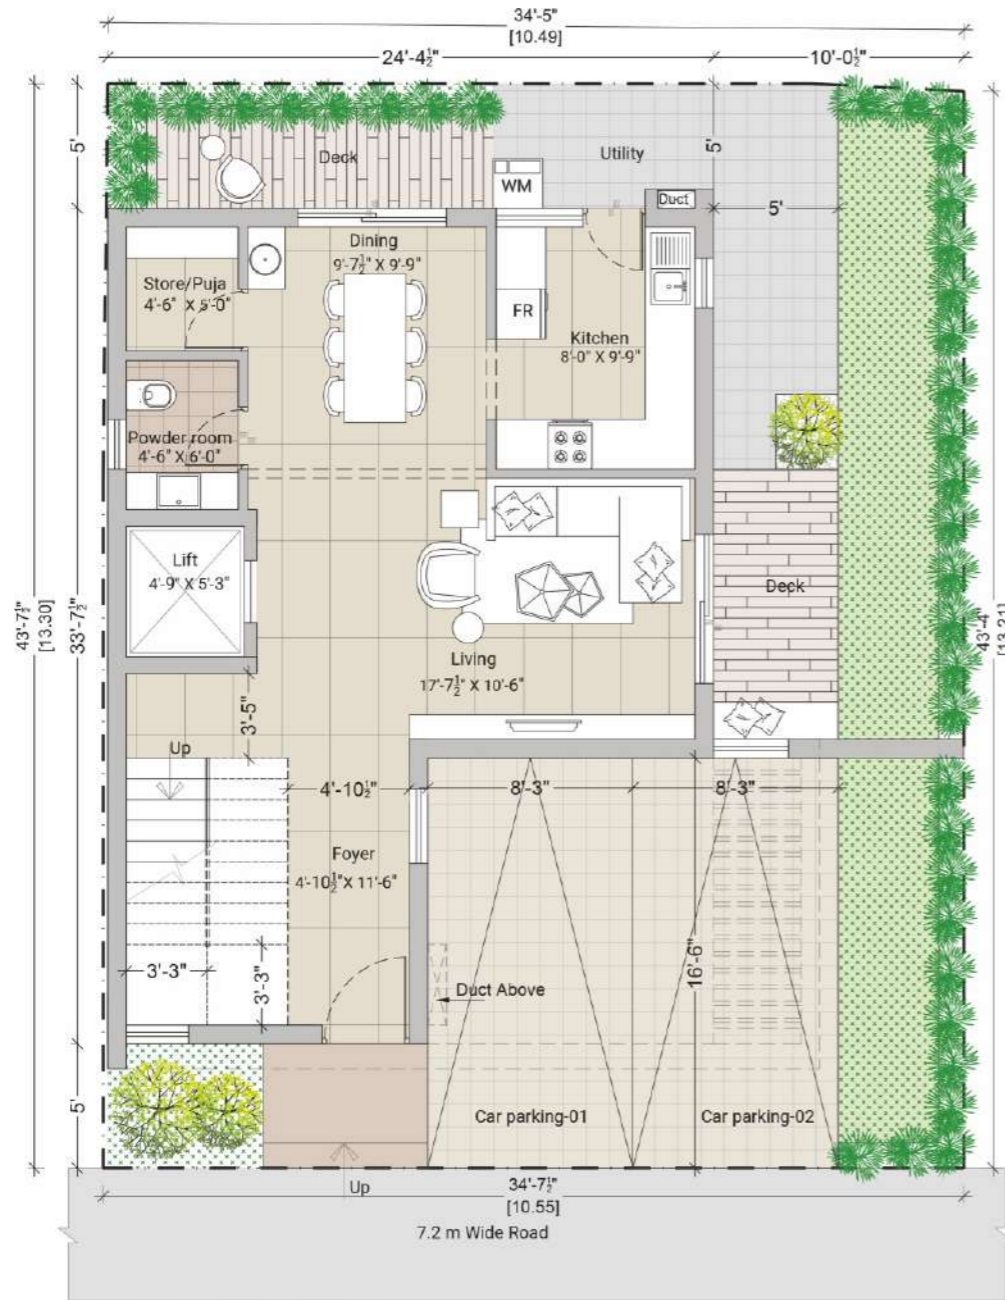 34'-5"
[10.49]
24'-4½"
10'-0½"
5'
Deck
Utility
5'
WM
Duct
5'
Dining
9'-7½" X 9'-9"
Store/Puja
4'-6" X 5'-0"
FR
Kitchen
8'-0" X 9'-9"
Powder room
4'-6" X 6'-0"
Lift
4'-9" X 5'-3"
Deck
43'-7½"
[13.30]
33'-7½"
43'-4"
[13.21]
Living
17'-7½" X 10'-6"
3'-5"
Up
4'-10½"
8'-3"
8'-3"
Foyer
4'-10½" X 11'-6"
3'-3"
3'-3"
16'-6"
Duct Above
5'
Car parking-01
Car parking-02
Up
34'-7½"
[10.55]
7.2 m Wide Road